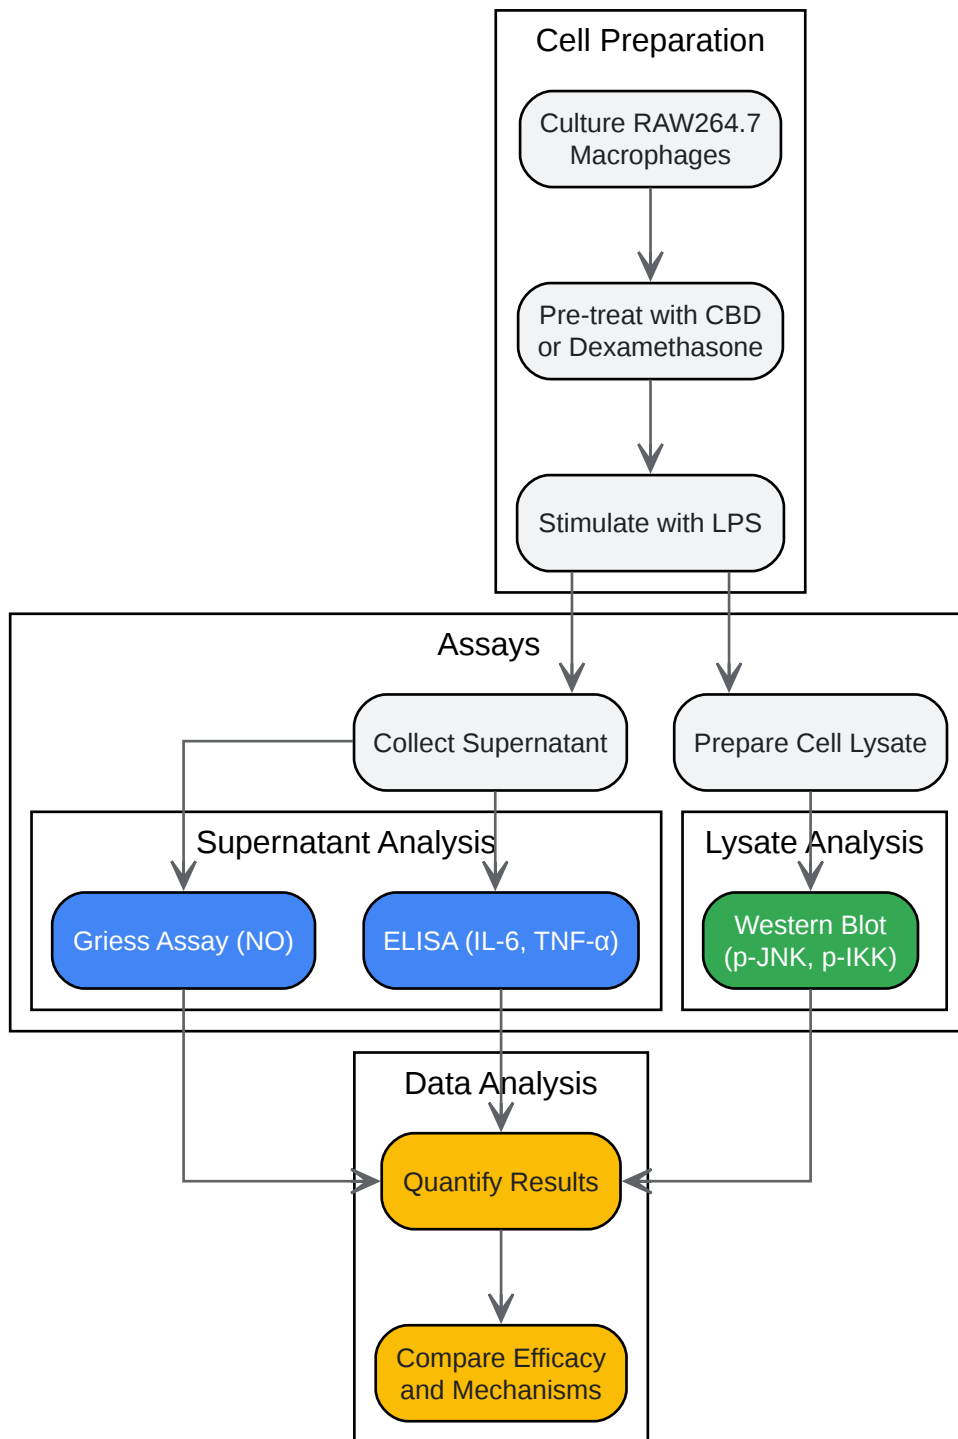 Cell Preparation
Culture RAW264.7
Macrophages
Pre-treat with CBD
or Dexamethasone
Stimulate with LPS
Assays
Collect Supernatant
Prepare Cell Lysate
Supernatant Analysis
Lysate Analysis
Griess Assay (NO)
ELISA (IL-6, TNF-α)
Western Blot
(p-JNK, p-IKK)
Data Analysis
Quantify Results
Compare Efficacy
and Mechanisms